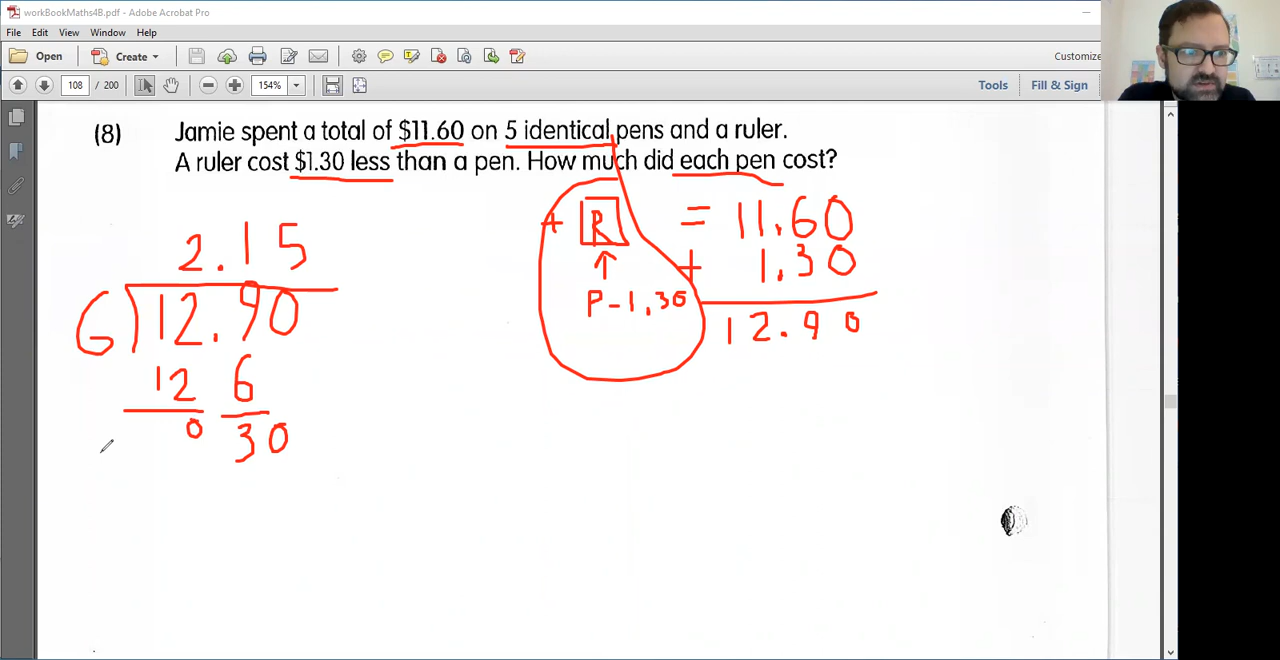 workBookMaths4B.pdf - Adobe Acrobat Pro
File Edit View Window Help
Open Create Customize
108 / 200 154% Tools Fill & Sign
(8) Jamie spent a total of $11.60 on 5 identical pens and a ruler.
A ruler cost $1.30 less than a pen. How much did each pen cost?
+ R = 11.60
+ 1.30
P-1.30
12.90
2.15
6 12.90
12 6
0 30